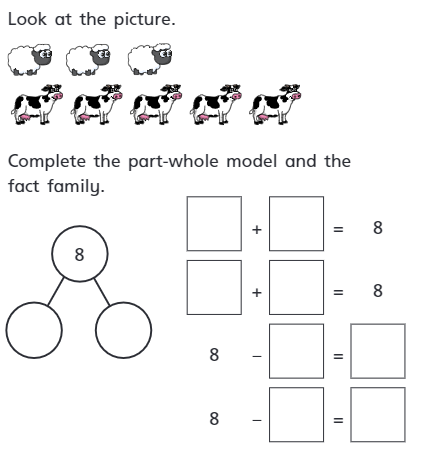 Look at the picture.
Complete the part-whole model and the
fact family.
8
+ = 8
+ = 8
8 – =
8 – =